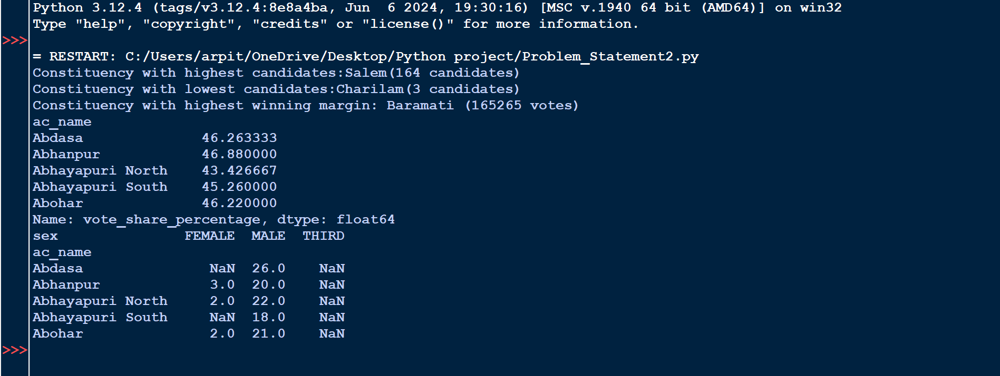 Python 3.12.4 (tags/v3.12.4:8e8a4ba, Jun  6 2024, 19:30:16) [MSC v.1940 64 bit (AMD64)] on win32
Type "help", "copyright", "credits" or "license()" for more information.
>>>
= RESTART: C:/Users/arpit/OneDrive/Desktop/Python project/Problem_Statement2.py
Constituency with highest candidates:Salem(164 candidates)
Constituency with lowest candidates:Charilam(3 candidates)
Constituency with highest winning margin: Baramati (165265 votes)
ac_name
Abdasa              46.263333
Abhanpur            46.880000
Abhayapuri North    43.426667
Abhayapuri South    45.260000
Abohar              46.220000
Name: vote_share_percentage, dtype: float64
sex               FEMALE  MALE  THIRD
ac_name
Abdasa               NaN  26.0    NaN
Abhanpur             3.0  20.0    NaN
Abhayapuri North     2.0  22.0    NaN
Abhayapuri South     NaN  18.0    NaN
Abohar               2.0  21.0    NaN
>>>